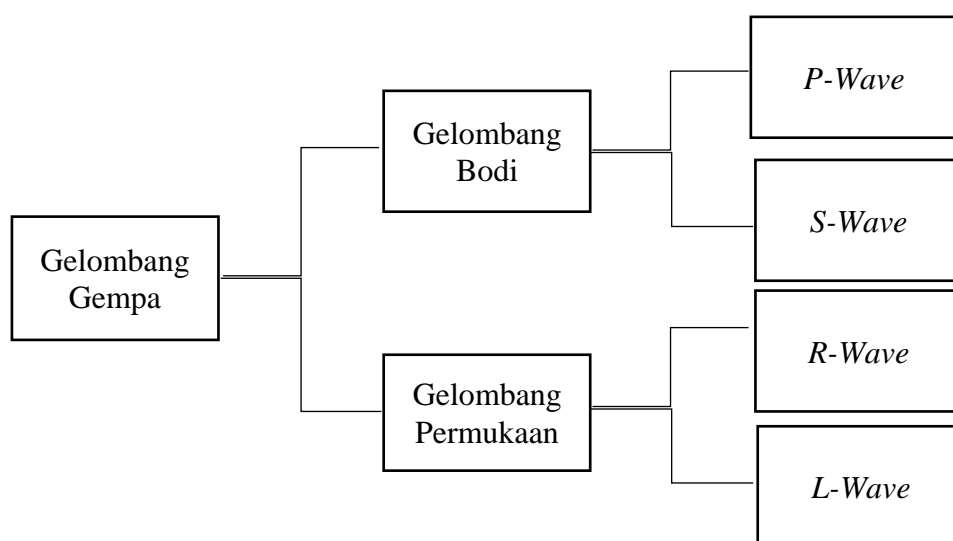 Gelombang
Gempa
Gelombang
Bodi
Gelombang
Permukaan
P-Wave
S-Wave
R-Wave
L-Wave